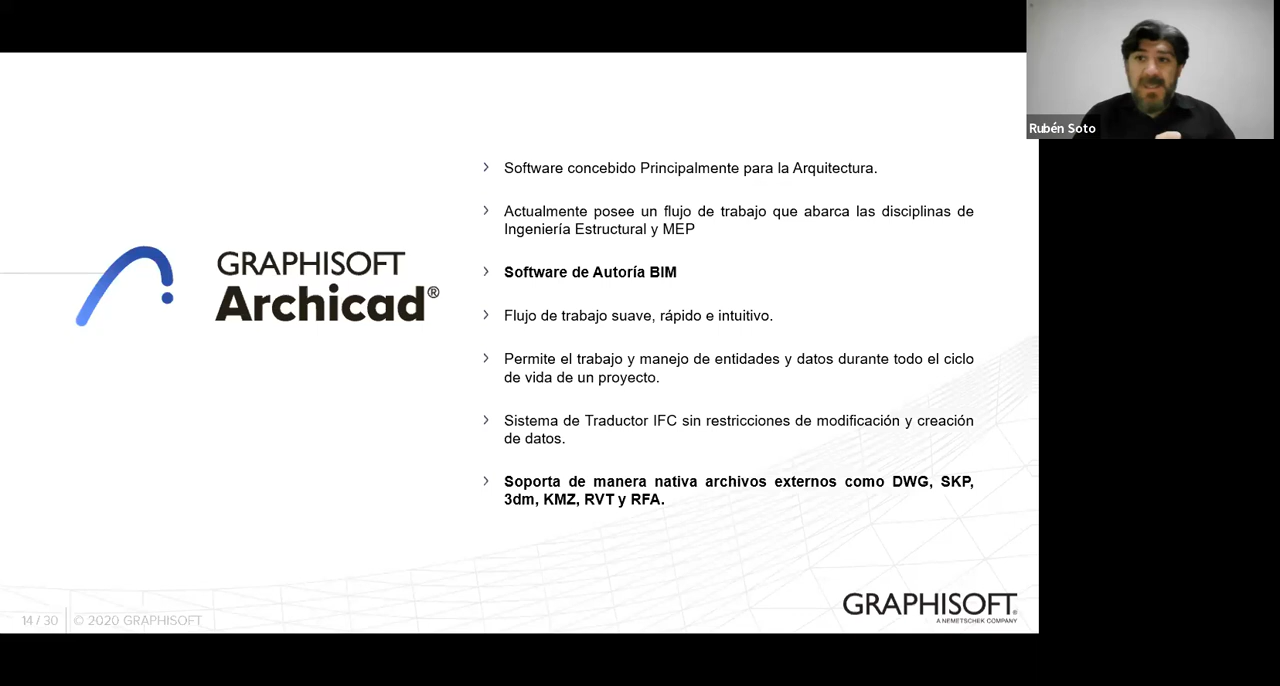 Rubén Soto
GRAPHISOFT
Archicad®
Software concebido Principalmente para la Arquitectura.
Actualmente posee un flujo de trabajo que abarca las disciplinas de
Ingeniería Estructural y MEP
Software de Autoría BIM
Flujo de trabajo suave, rápido e intuitivo.
Permite el trabajo y manejo de entidades y datos durante todo el ciclo
de vida de un proyecto.
Sistema de Traductor IFC sin restricciones de modificación y creación
de datos.
Soporta de manera nativa archivos externos como DWG, SKP,
3dm, KMZ, RVT y RFA.
GRAPHISOFT®
A NEMETSCHEK COMPANY
14 / 30 © 2020 GRAPHISOFT